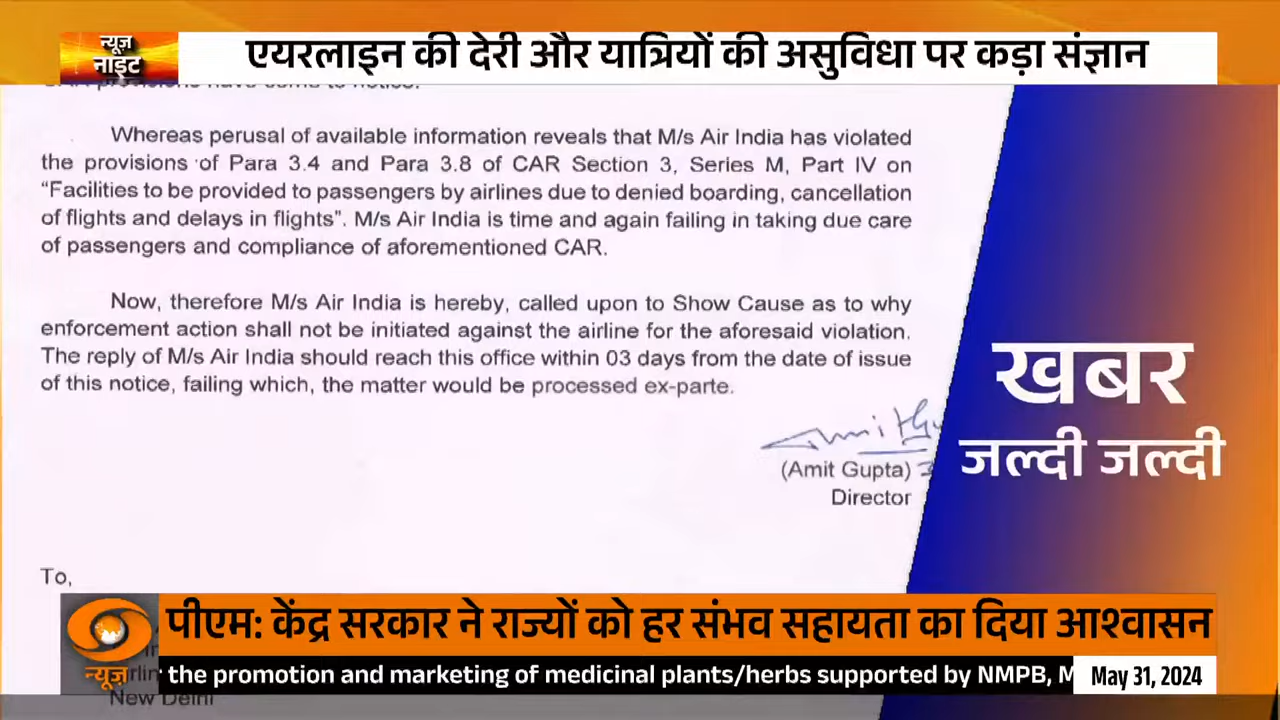 न्यूज़
नाइट
एयरलाइन की देरी और यात्रियों की असुविधा पर कड़ा संज्ञान
Whereas perusal of available information reveals that M/s Air India has violated
the provisions of Para 3.4 and Para 3.8 of CAR Section 3, Series M, Part IV on
“Facilities to be provided to passengers by airlines due to denied boarding, cancellation
of flights and delays in flights”. M/s Air India is time and again failing in taking due care
of passengers and compliance of aforementioned CAR.
Now, therefore M/s Air India is hereby, called upon to Show Cause as to why
enforcement action shall not be initiated against the airline for the aforesaid violation.
The reply of M/s Air India should reach this office within 03 days from the date of issue
of this notice, failing which, the matter would be processed ex-parte.
(Amit Gupta)
Director
To,
New Delhi
खबर
जल्दी जल्दी
पीएम: केंद्र सरकार ने राज्यों को हर संभव सहायता का दिया आश्वासन
न्यूज़
the promotion and marketing of medicinal plants/herbs supported by NMPB, M
May 31, 2024